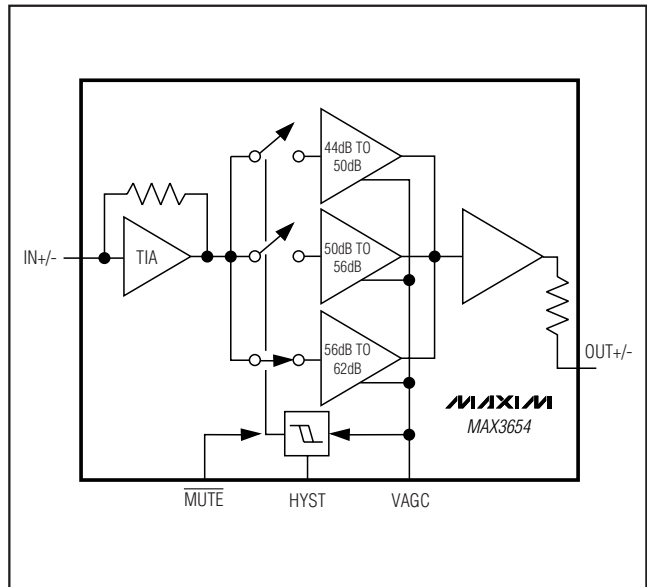 44dB TO
50dB
IN+/-
TIA
50dB TO
56dB
56dB TO
62dB
OUT+/-
MAXIM
MAX3654
MUTE
HYST
VAGC